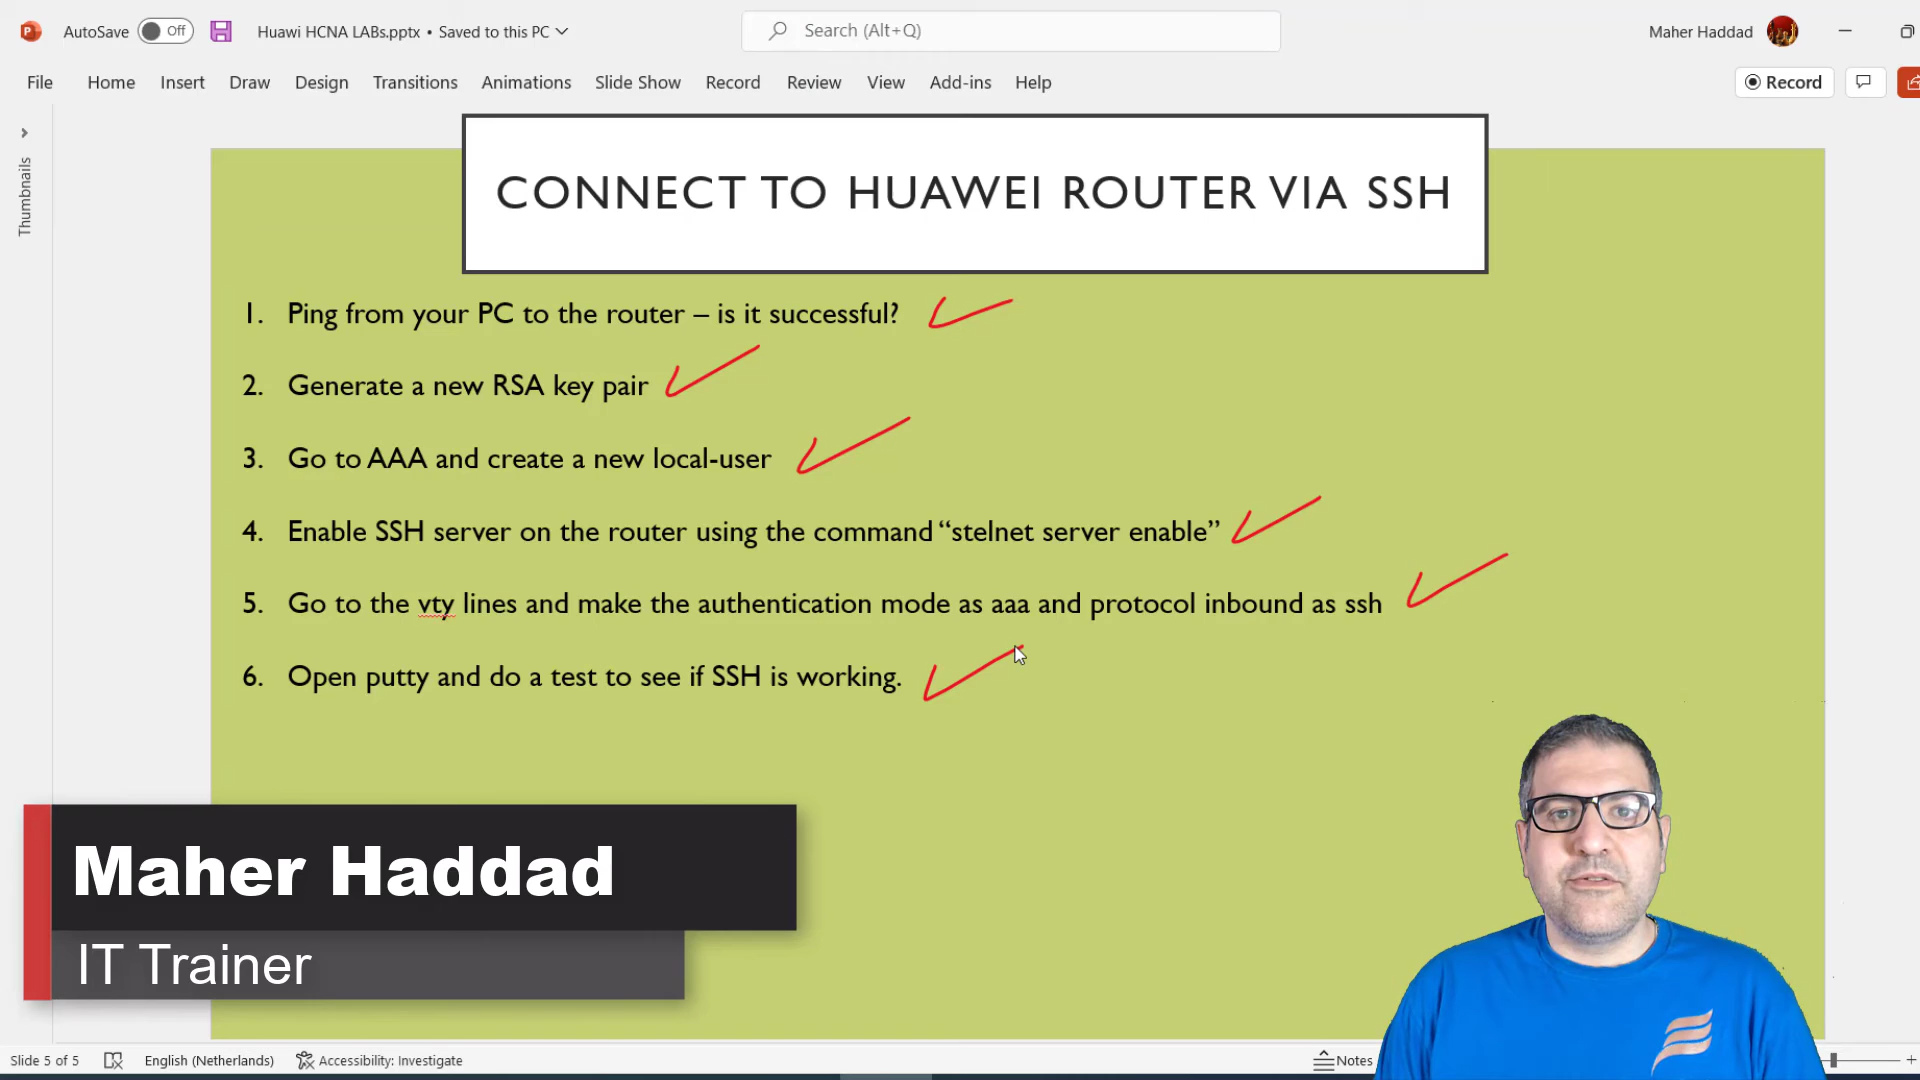 AutoSave Off Huawi HCNA LABs.pptx • Saved to this PC Search (Alt+Q) Maher Haddad
File Home Insert Draw Design Transitions Animations Slide Show Record Review View Add-ins Help Record
Thumbnails
CONNECT TO HUAWEI ROUTER VIA SSH
1. Ping from your PC to the router – is it successful?
2. Generate a new RSA key pair
3. Go to AAA and create a new local-user
4. Enable SSH server on the router using the command “stelnet server enable”
5. Go to the vty lines and make the authentication mode as aaa and protocol inbound as ssh
6. Open putty and do a test to see if SSH is working.
Maher Haddad
IT Trainer
Slide 5 of 5 English (Netherlands) Accessibility: Investigate Notes